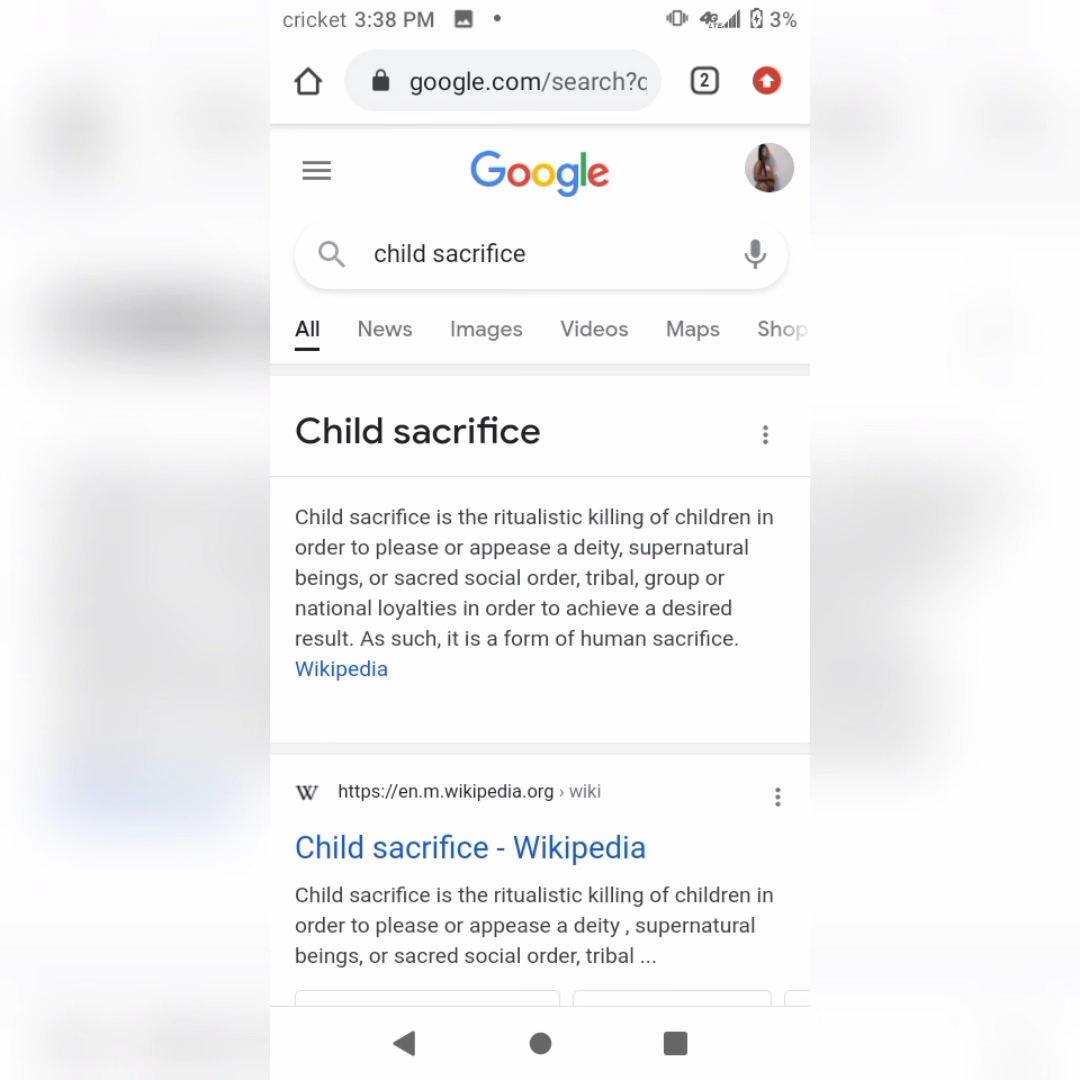 cricket 3:38 PM 4G LTE 3%
google.com/search?q
2
Google
child sacrifice
All News Images Videos Maps Shop
Child sacrifice
Child sacrifice is the ritualistic killing of children in
order to please or appease a deity, supernatural
beings, or sacred social order, tribal, group or
national loyalties in order to achieve a desired
result. As such, it is a form of human sacrifice.
Wikipedia
W https://en.m.wikipedia.org › wiki
Child sacrifice - Wikipedia
Child sacrifice is the ritualistic killing of children in
order to please or appease a deity , supernatural
beings, or sacred social order, tribal ...